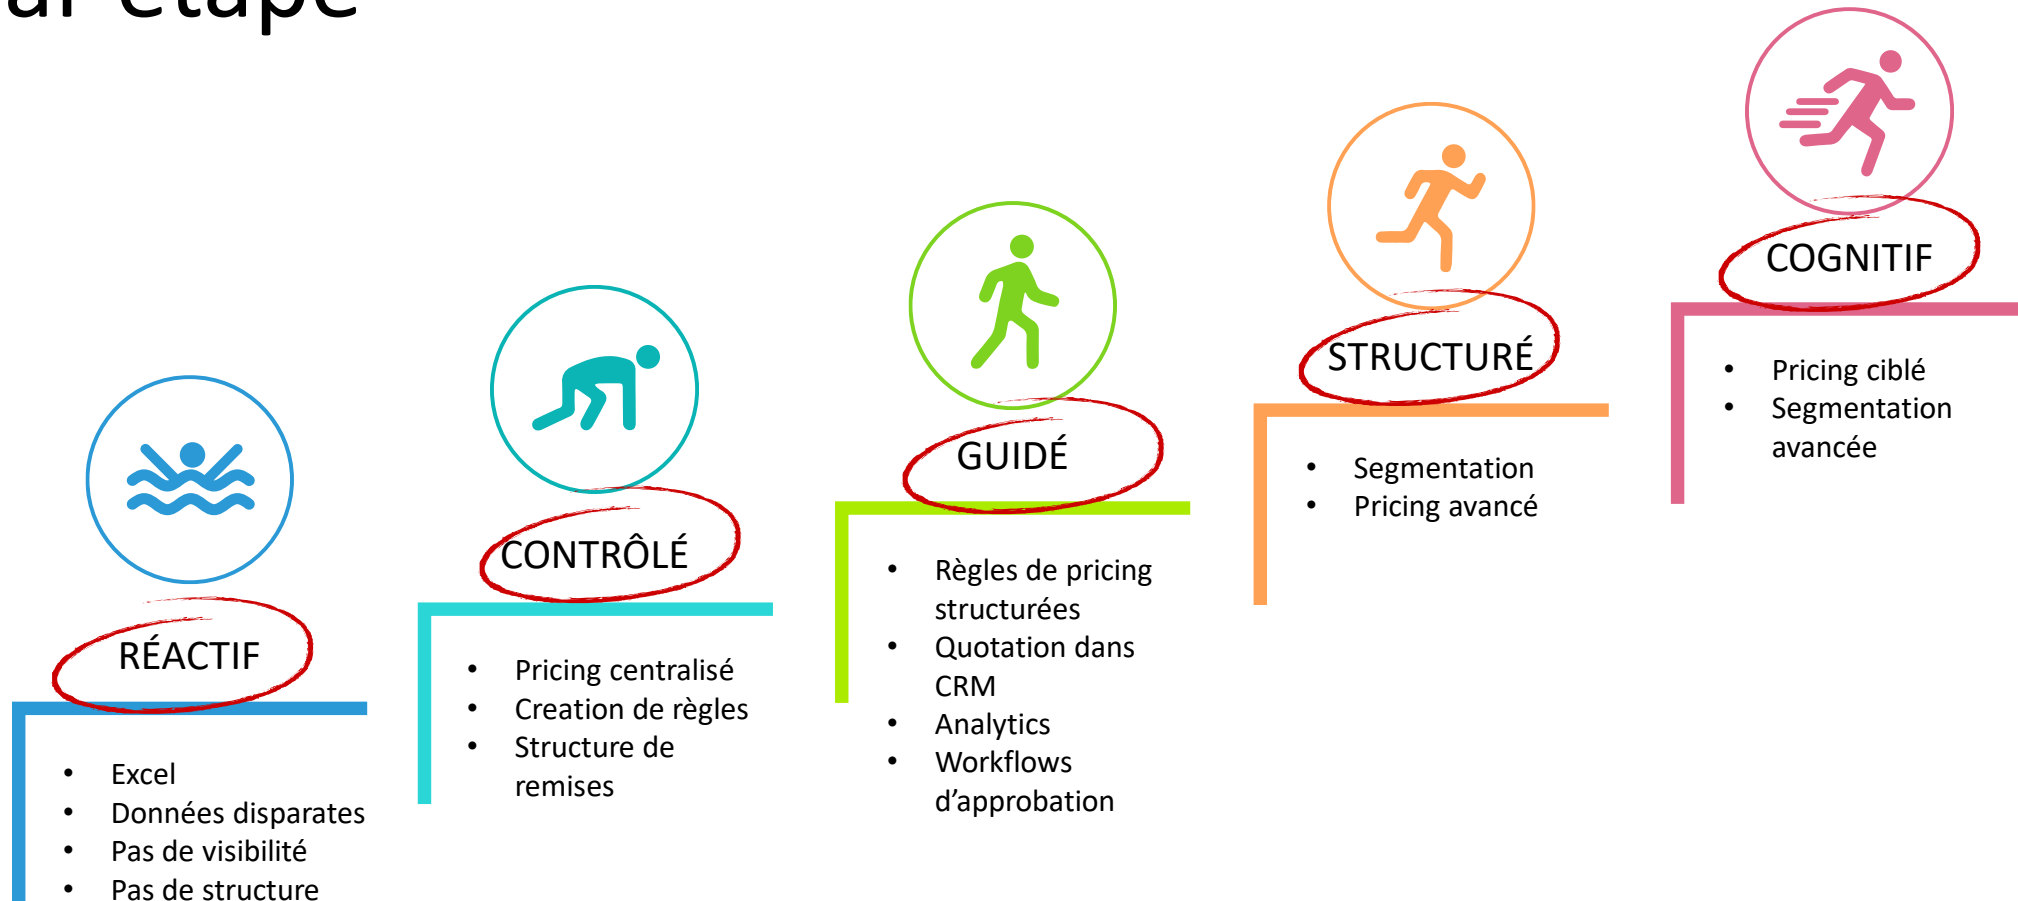 étape
RÉACTIF
• Excel
• Données disparates
• Pas de visibilité
• Pas de structure
CONTRÔLÉ
• Pricing centralisé
• Creation de règles
• Structure de
remises
GUIDÉ
• Règles de pricing
structurées
• Quotation dans
CRM
• Analytics
• Workflows
d’approbation
STRUCTURÉ
• Segmentation
• Pricing avancé
COGNITIF
• Pricing ciblé
• Segmentation
avancée